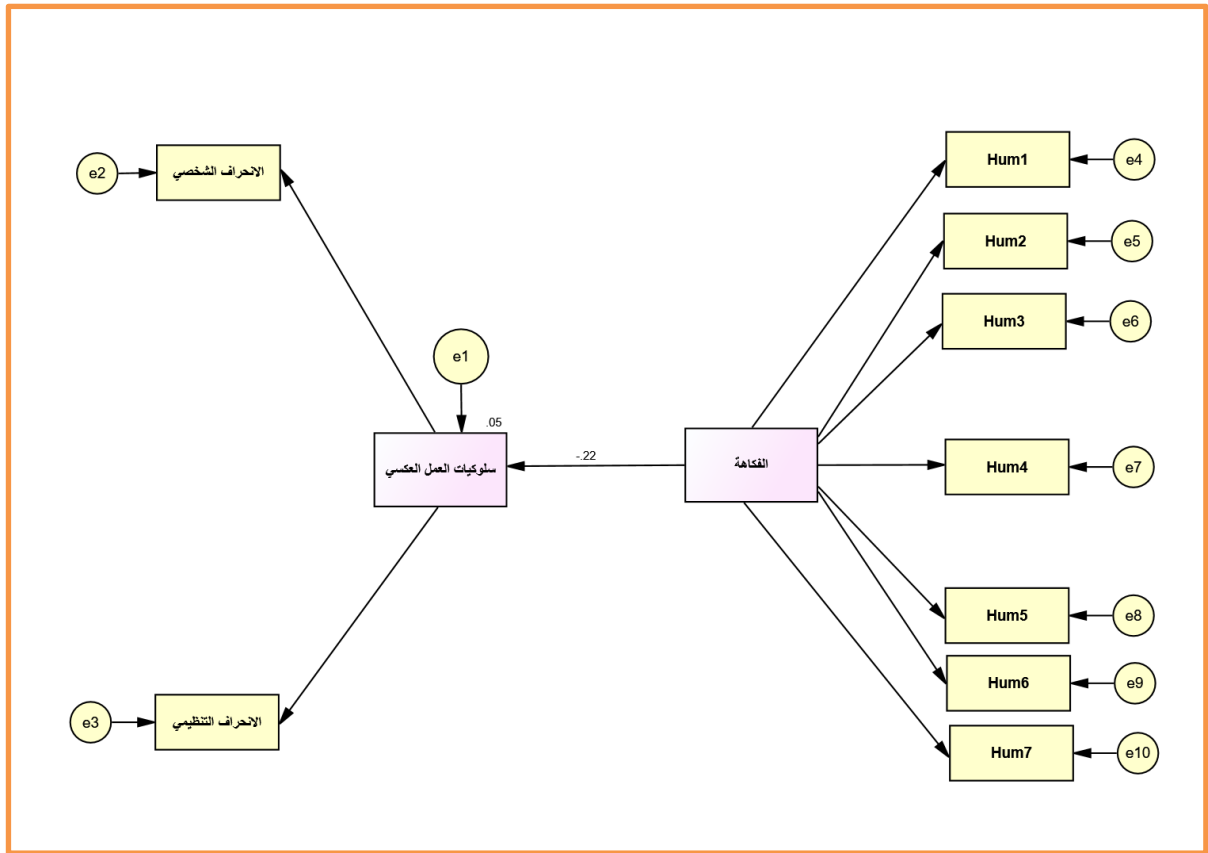 Hum1
e4
e2
الانحراف الشخصي
Hum2
e5
Hum3
e6
e1
.05
سلوكيات العمل العكسي
-.22
الفكاهة
Hum4
e7
Hum5
e8
Hum6
e9
e3
الانحراف التنظيمي
Hum7
e10